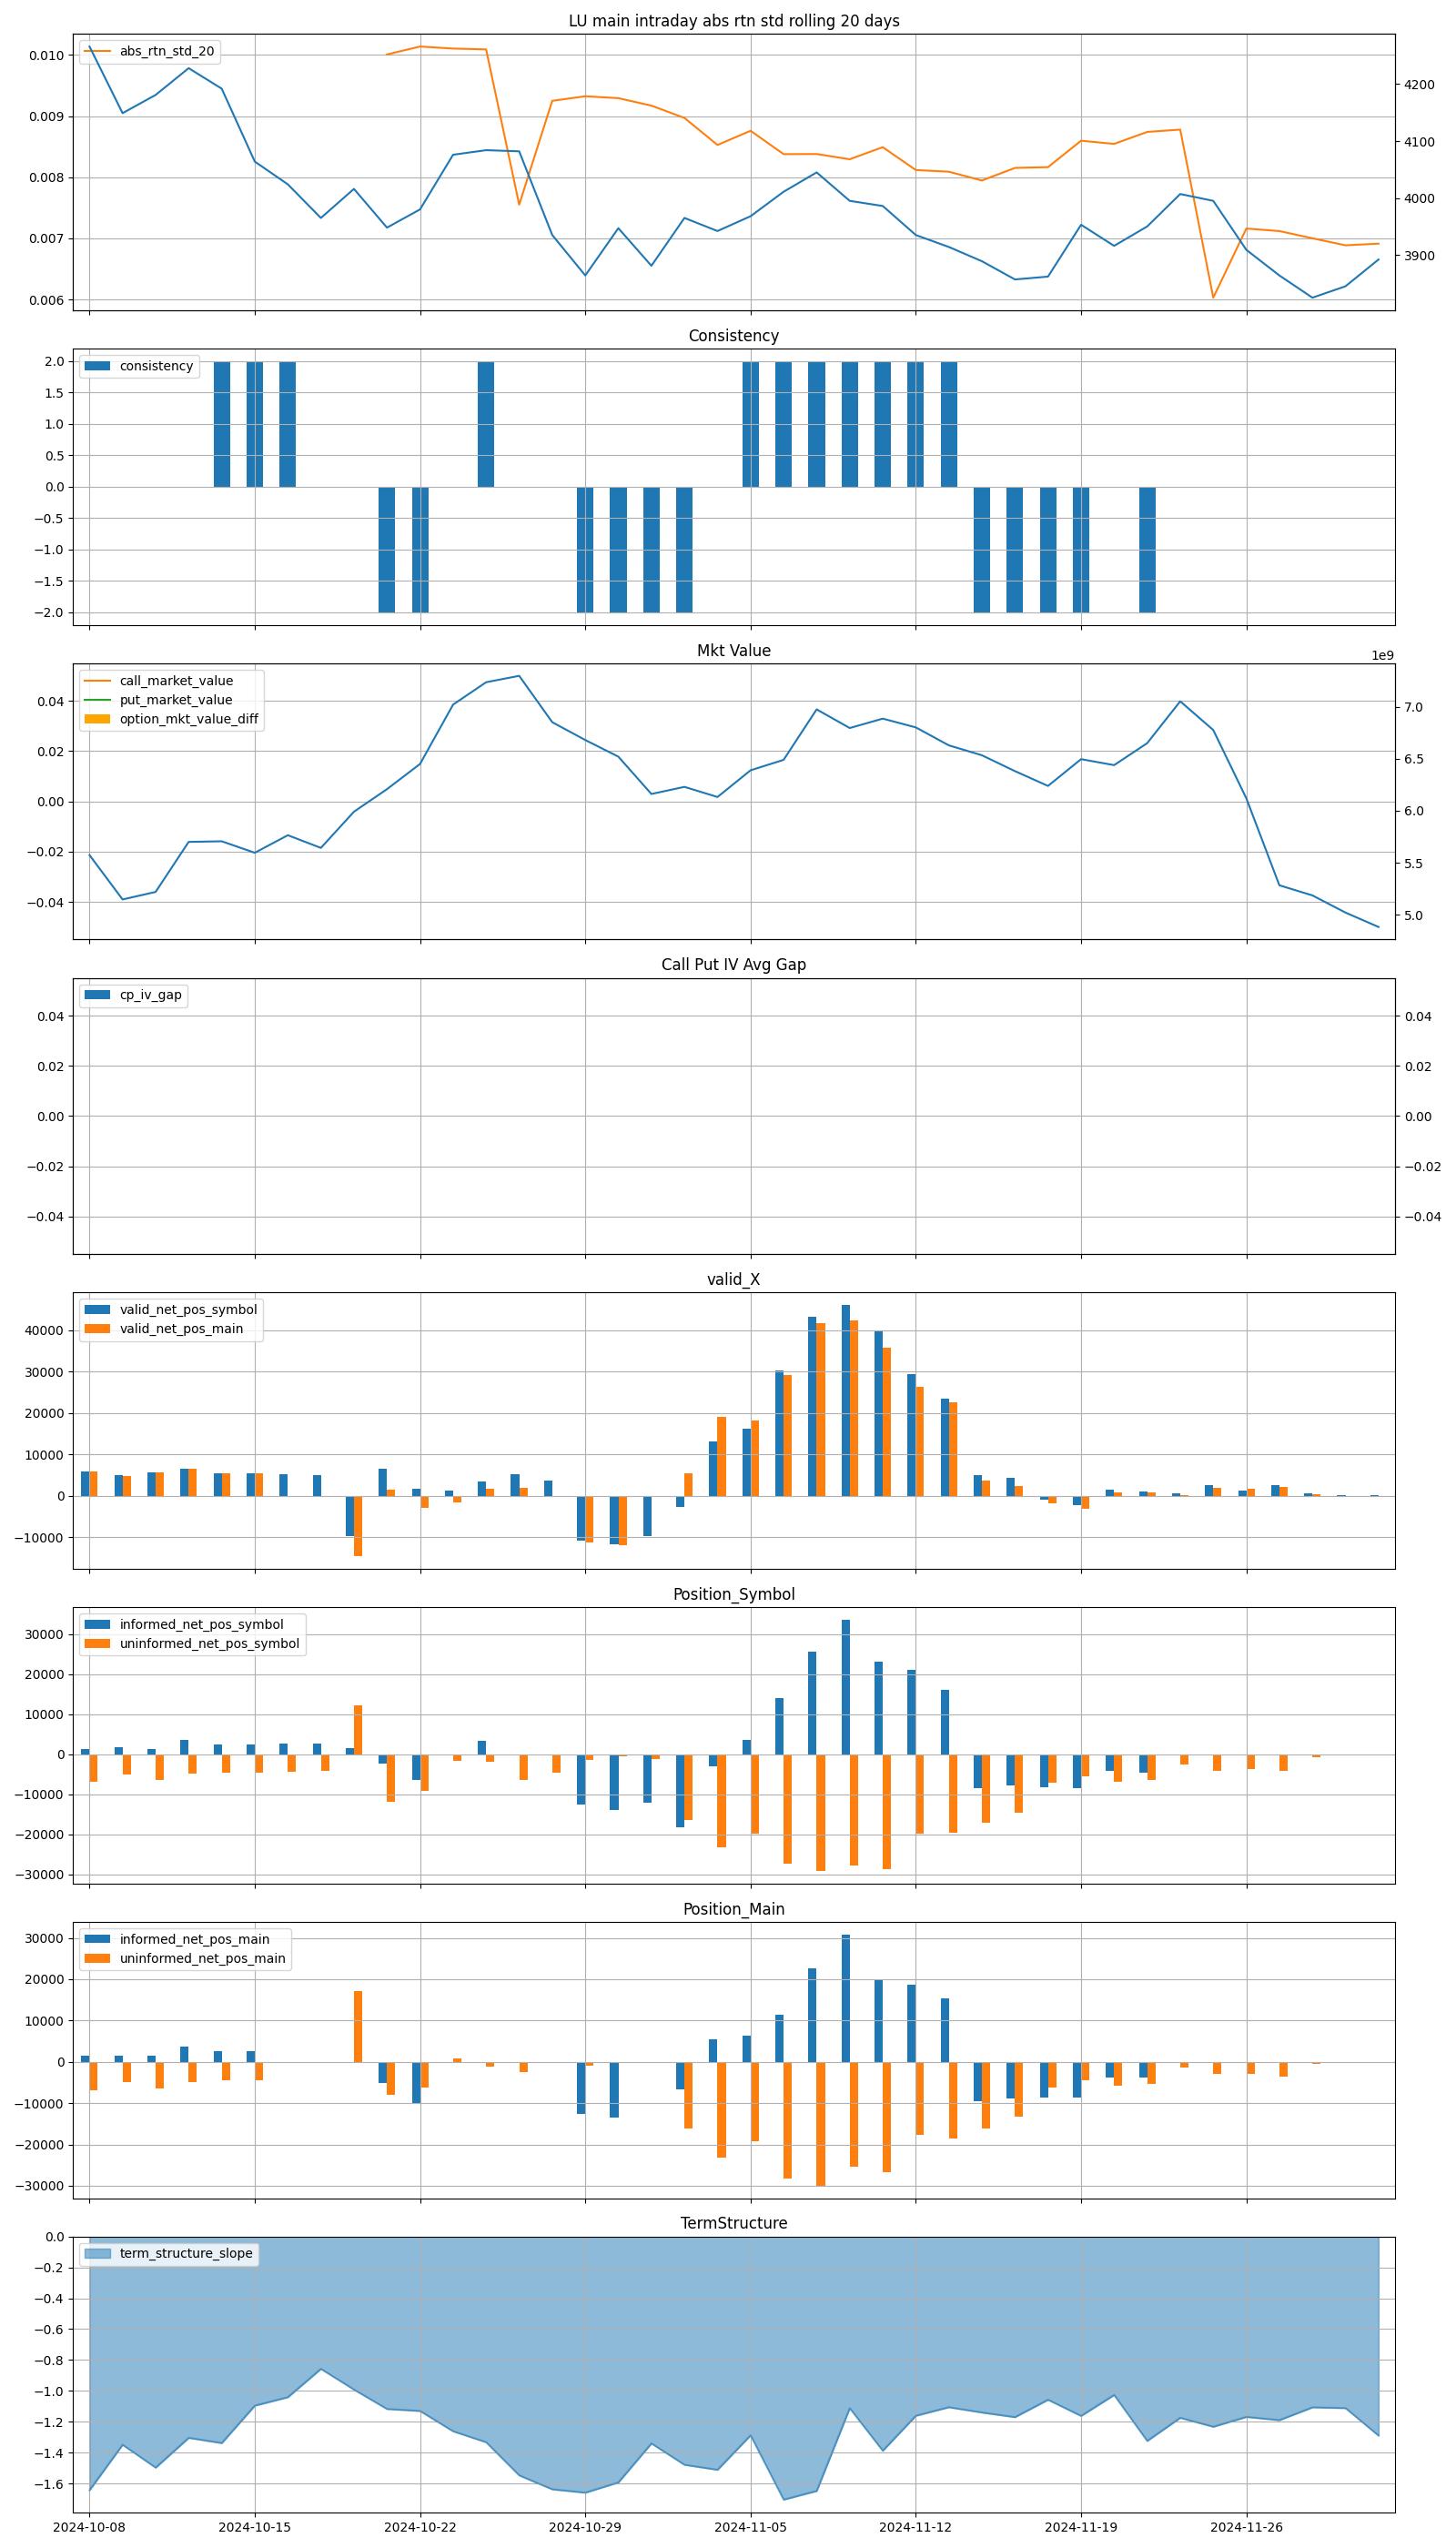 LU main intraday abs rtn std rolling 20 days
abs_rtn_std_20
0.010
0.009
0.008
0.007
0.006
4200
4100
4000
3900
Consistency
consistency
2.0
1.5
1.0
0.5
0.0
−0.5
−1.0
−1.5
−2.0
Mkt Value
1e9
call_market_value
put_market_value
option_mkt_value_diff
0.04
0.02
0.00
−0.02
−0.04
7.0
6.5
6.0
5.5
5.0
Call Put IV Avg Gap
cp_iv_gap
0.04
0.02
0.00
−0.02
−0.04
0.04
0.02
0.00
−0.02
−0.04
valid_X
valid_net_pos_symbol
valid_net_pos_main
40000
30000
20000
10000
0
−10000
Position_Symbol
informed_net_pos_symbol
uninformed_net_pos_symbol
30000
20000
10000
0
−10000
−20000
−30000
Position_Main
informed_net_pos_main
uninformed_net_pos_main
30000
20000
10000
0
−10000
−20000
−30000
TermStructure
term_structure_slope
0.0
−0.2
−0.4
−0.6
−0.8
−1.0
−1.2
−1.4
−1.6
2024-10-08 2024-10-15 2024-10-22 2024-10-29 2024-11-05 2024-11-12 2024-11-19 2024-11-26